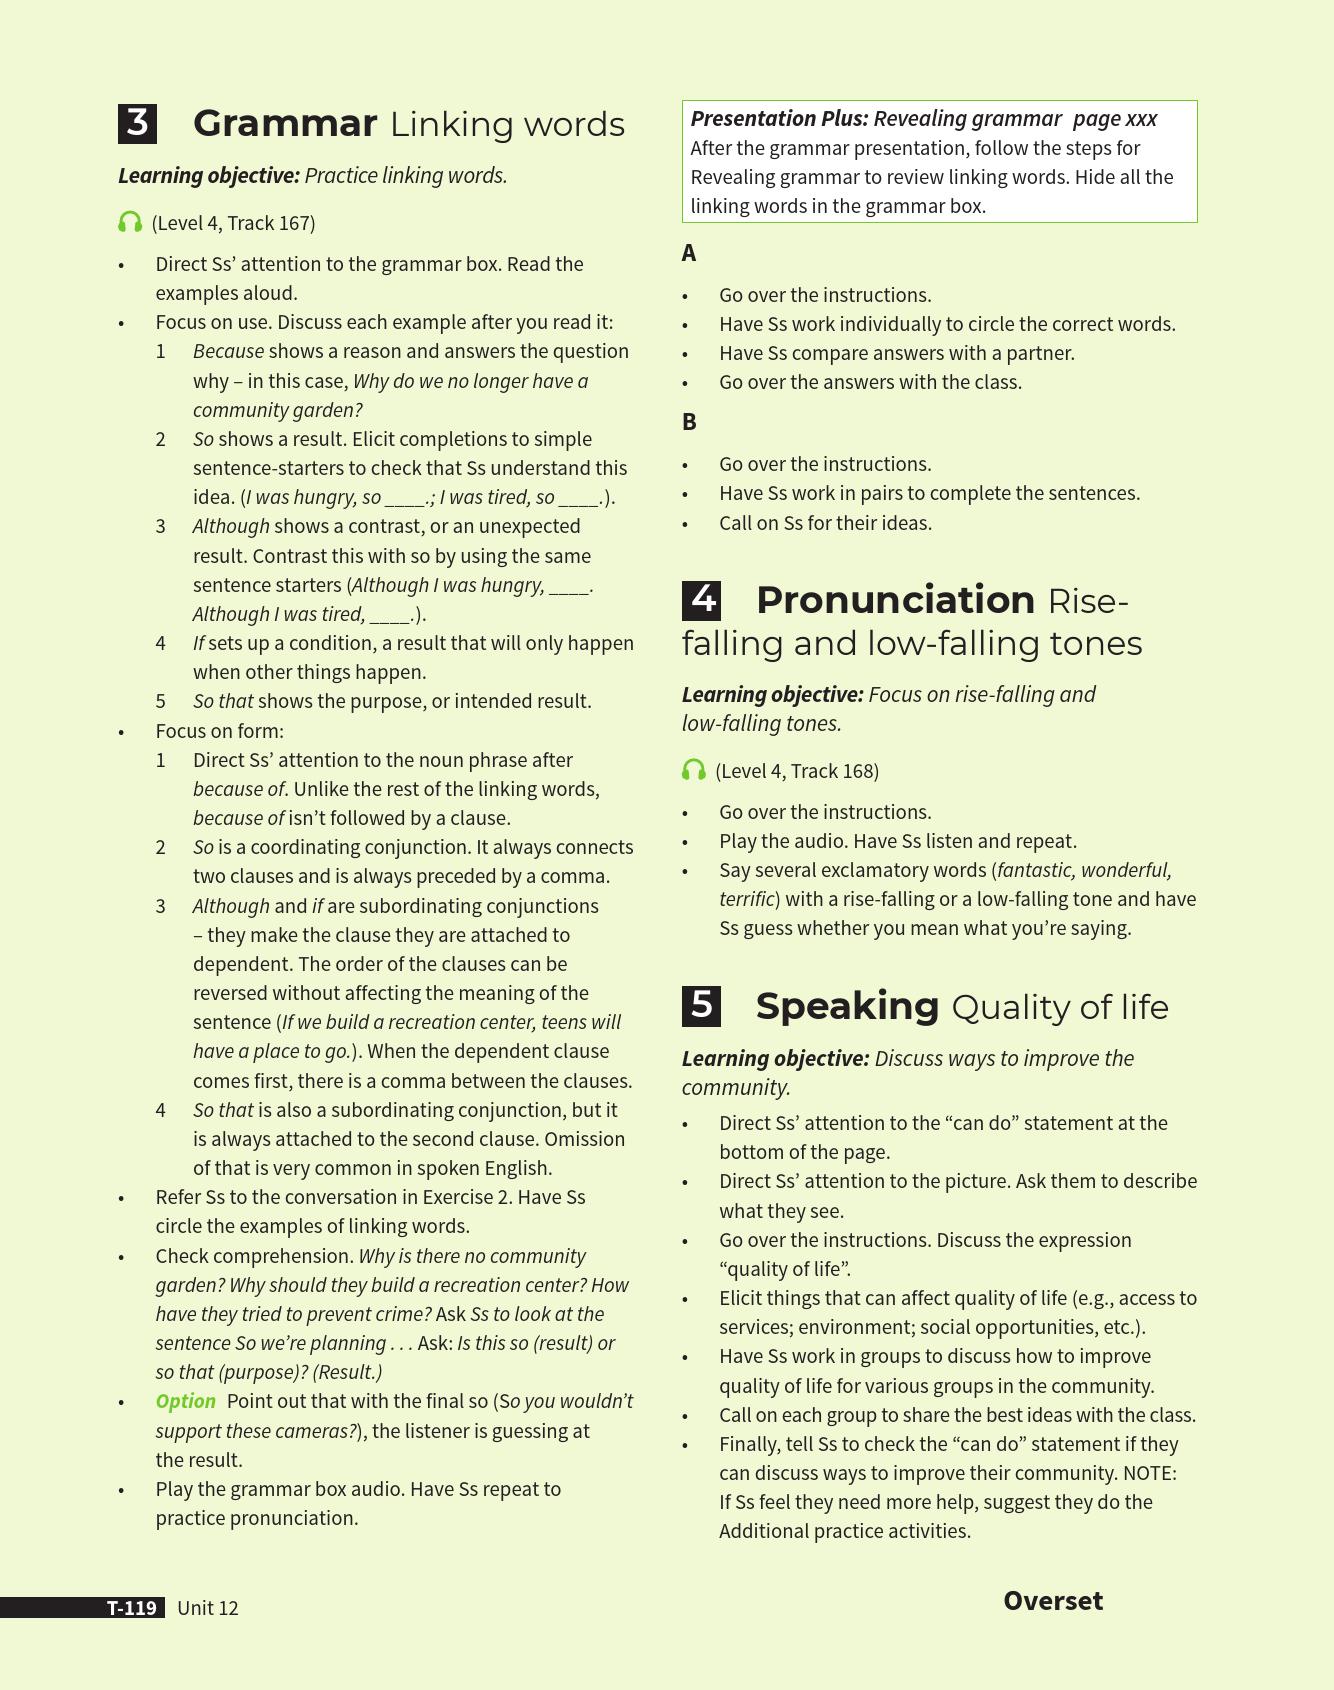 3 Grammar Linking words
Learning objective: Practice linking words.
(Level 4, Track 167)
• Direct Ss’ attention to the grammar box. Read the
examples aloud.
• Focus on use. Discuss each example after you read it:
1 Because shows a reason and answers the question
why – in this case, Why do we no longer have a
community garden?
2 So shows a result. Elicit completions to simple
sentence-starters to check that Ss understand this
idea. (I was hungry, so ____.; I was tired, so ____.).
3 Although shows a contrast, or an unexpected
result. Contrast this with so by using the same
sentence starters (Although I was hungry, ____.
Although I was tired, ____.).
4 If sets up a condition, a result that will only happen
when other things happen.
5 So that shows the purpose, or intended result.
• Focus on form:
1 Direct Ss’ attention to the noun phrase after
because of. Unlike the rest of the linking words,
because of isn’t followed by a clause.
2 So is a coordinating conjunction. It always connects
two clauses and is always preceded by a comma.
3 Although and if are subordinating conjunctions
– they make the clause they are attached to
dependent. The order of the clauses can be
reversed without affecting the meaning of the
sentence (If we build a recreation center, teens will
have a place to go.). When the dependent clause
comes first, there is a comma between the clauses.
4 So that is also a subordinating conjunction, but it
is always attached to the second clause. Omission
of that is very common in spoken English.
• Refer Ss to the conversation in Exercise 2. Have Ss
circle the examples of linking words.
• Check comprehension. Why is there no community
garden? Why should they build a recreation center? How
have they tried to prevent crime? Ask Ss to look at the
sentence So we’re planning . . . Ask: Is this so (result) or
so that (purpose)? (Result.)
• Option Point out that with the final so (So you wouldn’t
support these cameras?), the listener is guessing at
the result.
• Play the grammar box audio. Have Ss repeat to
practice pronunciation.
Presentation Plus: Revealing grammar page xxx
After the grammar presentation, follow the steps for
Revealing grammar to review linking words. Hide all the
linking words in the grammar box.
A
• Go over the instructions.
• Have Ss work individually to circle the correct words.
• Have Ss compare answers with a partner.
• Go over the answers with the class.
B
• Go over the instructions.
• Have Ss work in pairs to complete the sentences.
• Call on Ss for their ideas.
4 Pronunciation Rise-
falling and low-falling tones
Learning objective: Focus on rise-falling and
low-falling tones.
(Level 4, Track 168)
• Go over the instructions.
• Play the audio. Have Ss listen and repeat.
• Say several exclamatory words (fantastic, wonderful,
terrific) with a rise-falling or a low-falling tone and have
Ss guess whether you mean what you’re saying.
5 Speaking Quality of life
Learning objective: Discuss ways to improve the
community.
• Direct Ss’ attention to the “can do” statement at the
bottom of the page.
• Direct Ss’ attention to the picture. Ask them to describe
what they see.
• Go over the instructions. Discuss the expression
“quality of life”.
• Elicit things that can affect quality of life (e.g., access to
services; environment; social opportunities, etc.).
• Have Ss work in groups to discuss how to improve
quality of life for various groups in the community.
• Call on each group to share the best ideas with the class.
• Finally, tell Ss to check the “can do” statement if they
can discuss ways to improve their community. NOTE:
If Ss feel they need more help, suggest they do the
Additional practice activities.
T-119 Unit 12
Overset